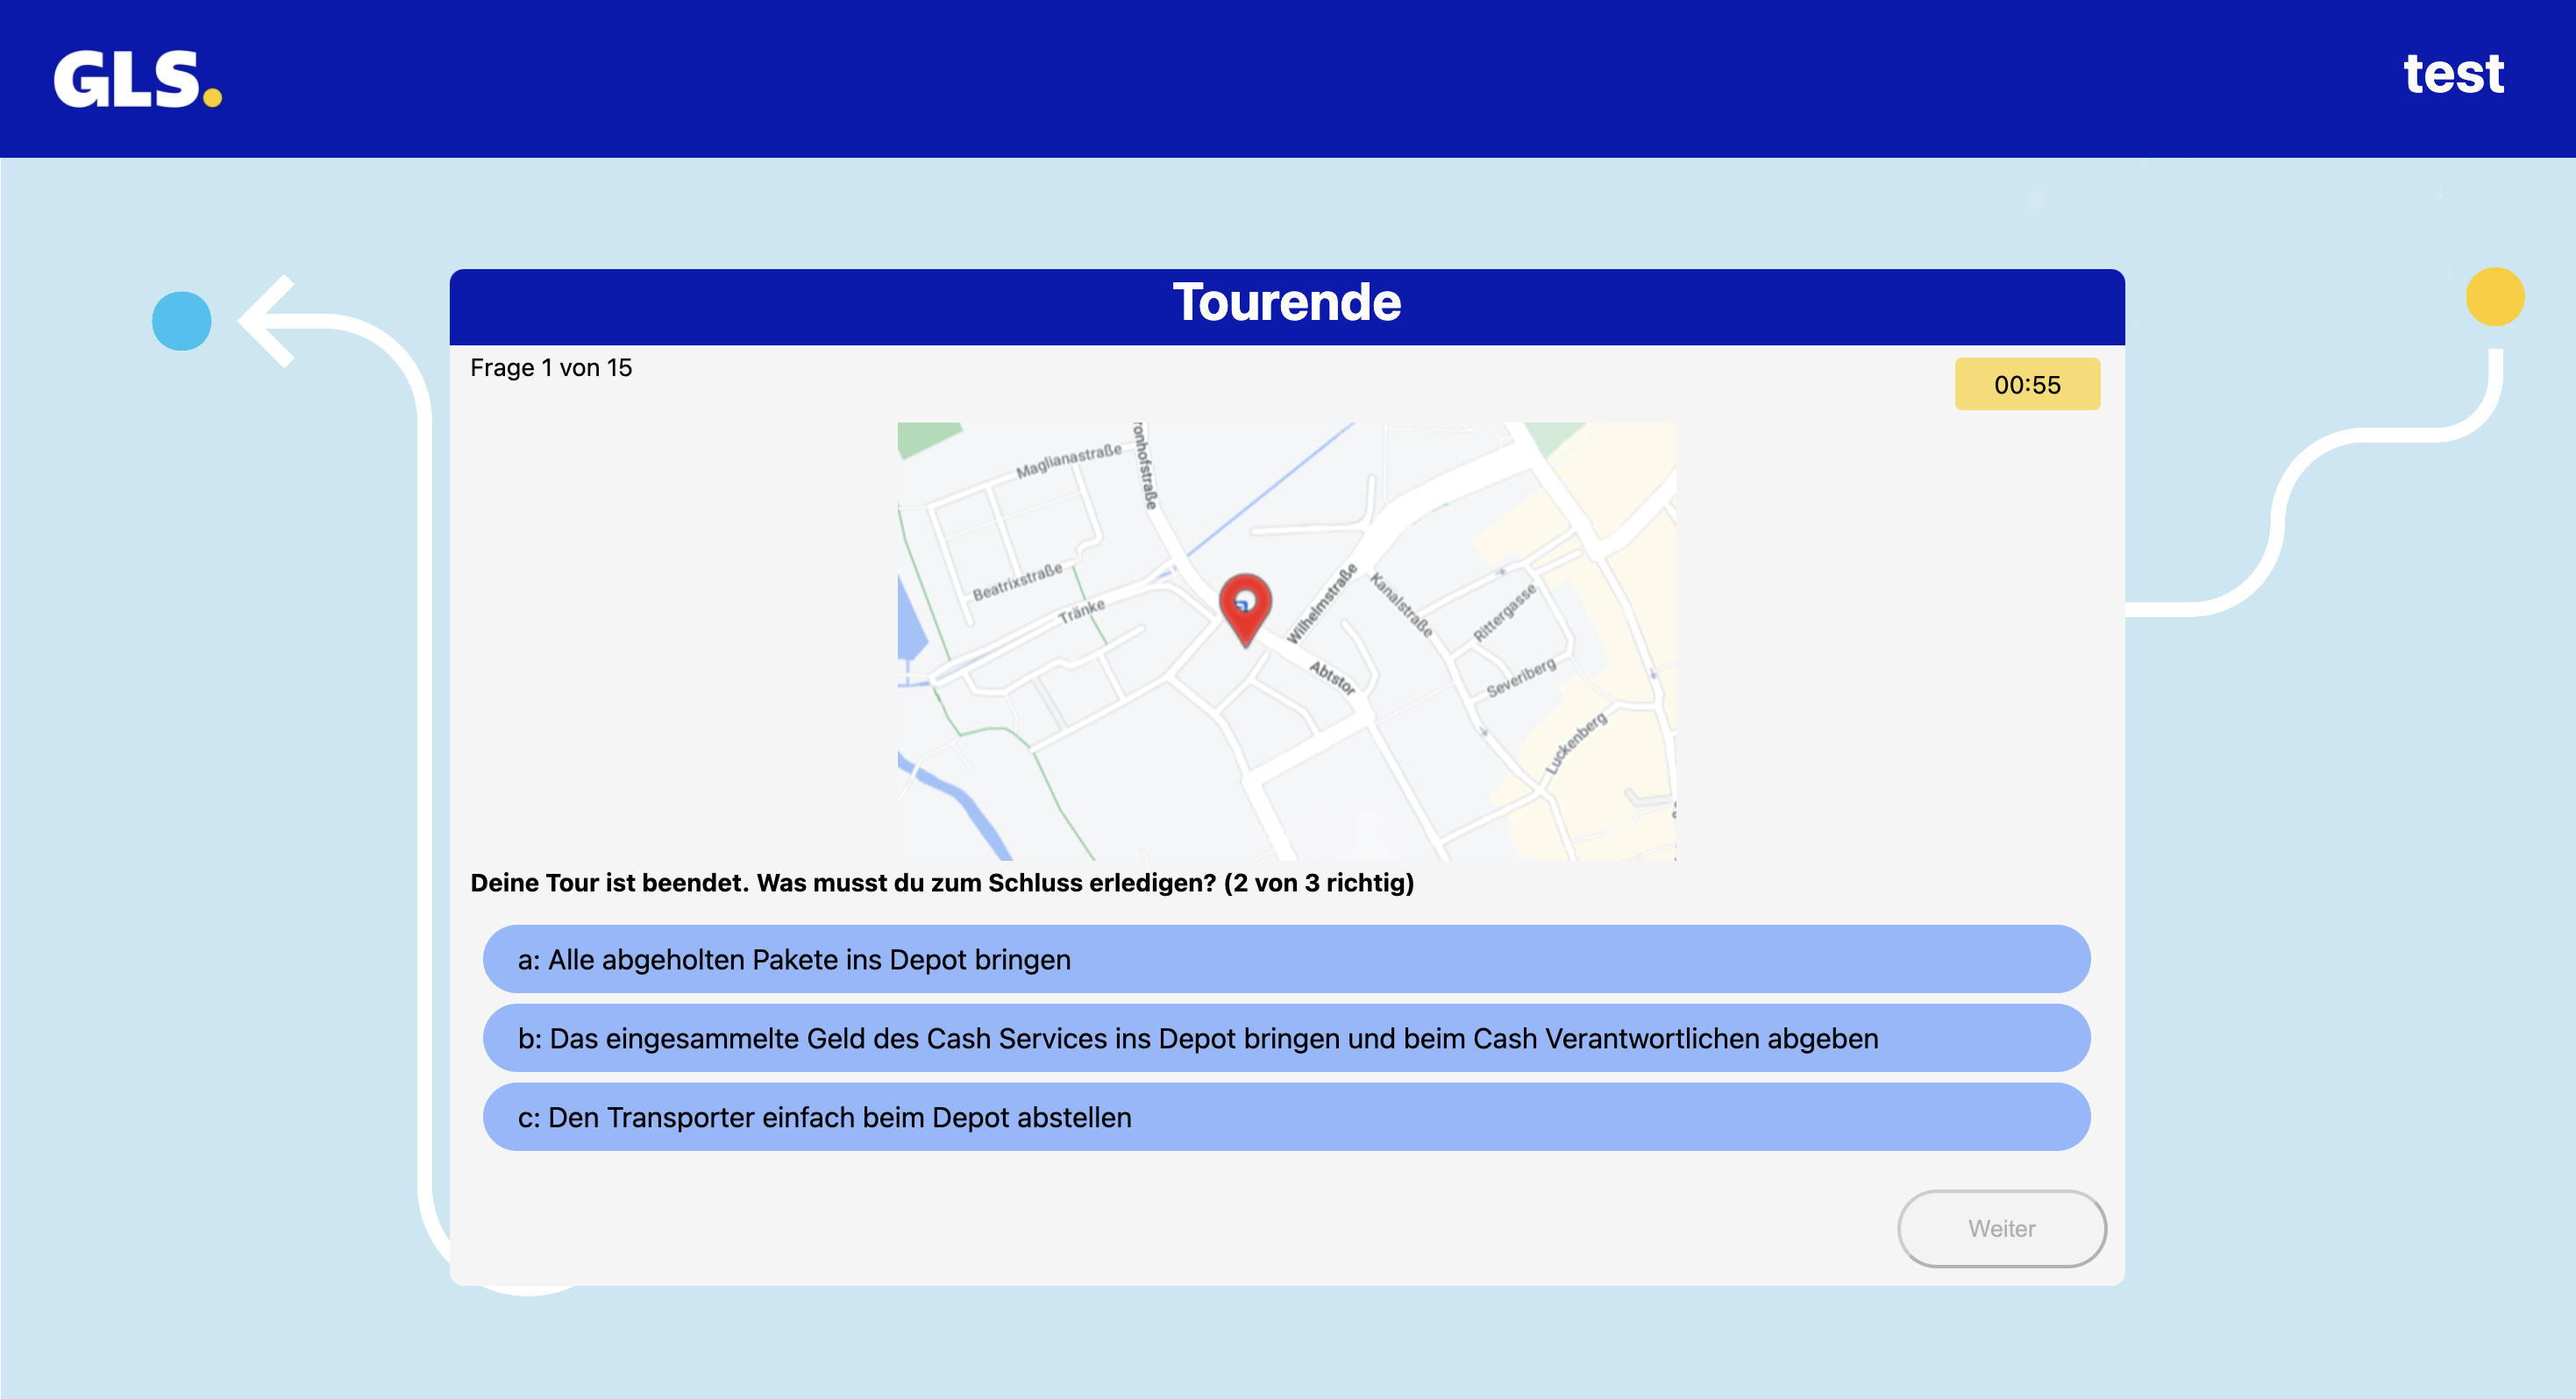 GLS.
test
Tourende
Frage 1 von 15
00:55
Maglianastraße
ronhofstraße
Beatrixstraße
Tränke
Wilhelmstraße
Kanalstraße
Rittergasse
Abtstor
Severiberg
Luckenberg
Deine Tour ist beendet. Was musst du zum Schluss erledigen? (2 von 3 richtig)
a: Alle abgeholten Pakete ins Depot bringen
b: Das eingesammelte Geld des Cash Services ins Depot bringen und beim Cash Verantwortlichen abgeben
c: Den Transporter einfach beim Depot abstellen
Weiter